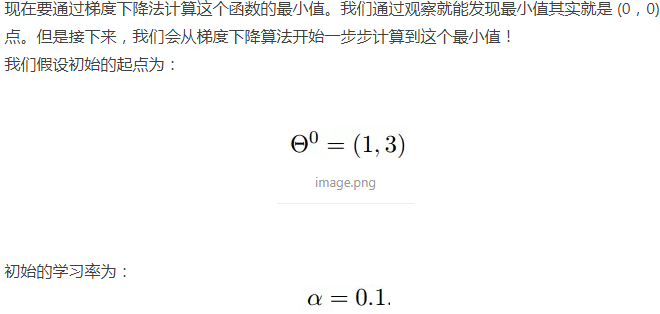 现在要通过梯度下降法计算这个函数的最小值。我们通过观察就能发现最小值其实就是 (0，0)
点。但是接下来，我们会从梯度下降算法开始一步步计算到这个最小值！
我们假设初始的起点为：
Θ⁰ = (1, 3)
image.png
初始的学习率为：
α = 0.1.